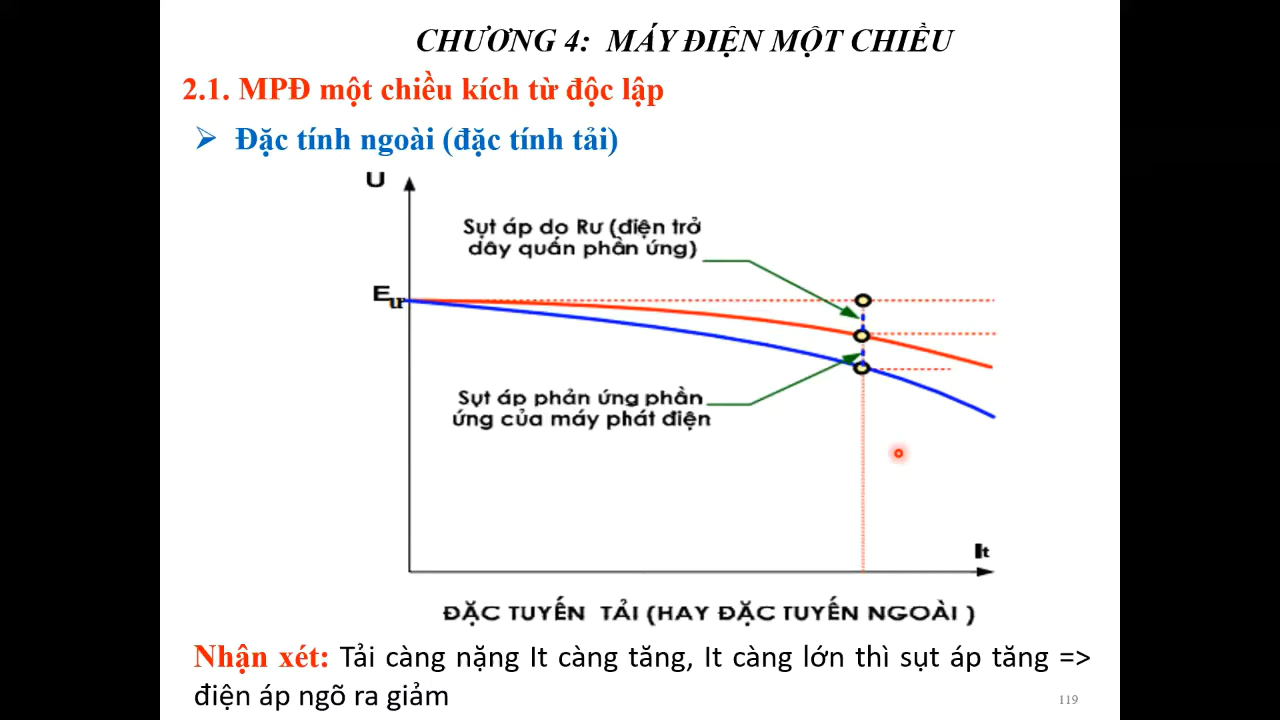 CHƯƠNG 4: MÁY ĐIỆN MỘT CHIỀU
2.1. MPĐ một chiều kích từ độc lập
Đặc tính ngoài (đặc tính tải)
U
Sụt áp do Rư (điện trở
dây quấn phần ứng)
Eư
Sụt áp phản ứng phần
ứng của máy phát điện
It
ĐẶC TUYẾN TẢI (HAY ĐẶC TUYẾN NGOÀI )
Nhận xét: Tải càng nặng It càng tăng, It càng lớn thì sụt áp tăng =>
điện áp ngõ ra giảm
119